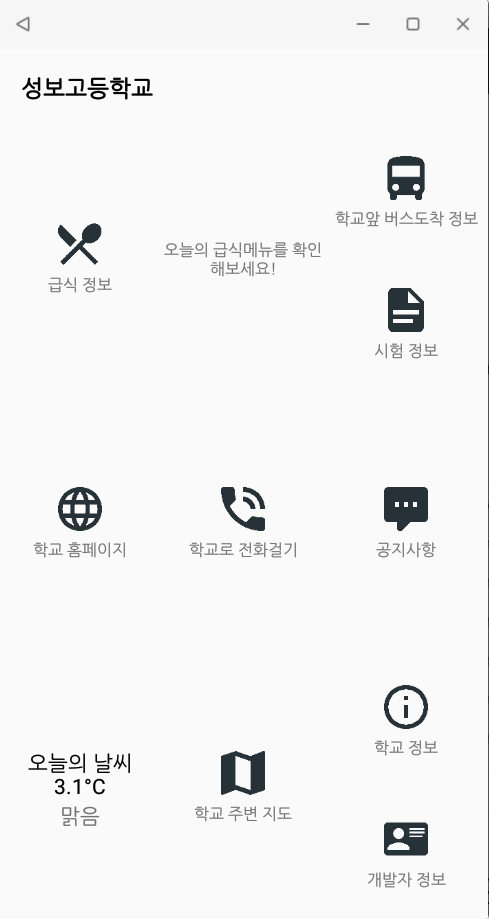 성보고등학교
학교앞 버스도착 정보
급식 정보
오늘의 급식메뉴를 확인
해보세요!
시험 정보
학교 홈페이지
학교로 전화걸기
공지사항
학교 정보
오늘의 날씨
3.1°C
맑음
학교 주변 지도
개발자 정보